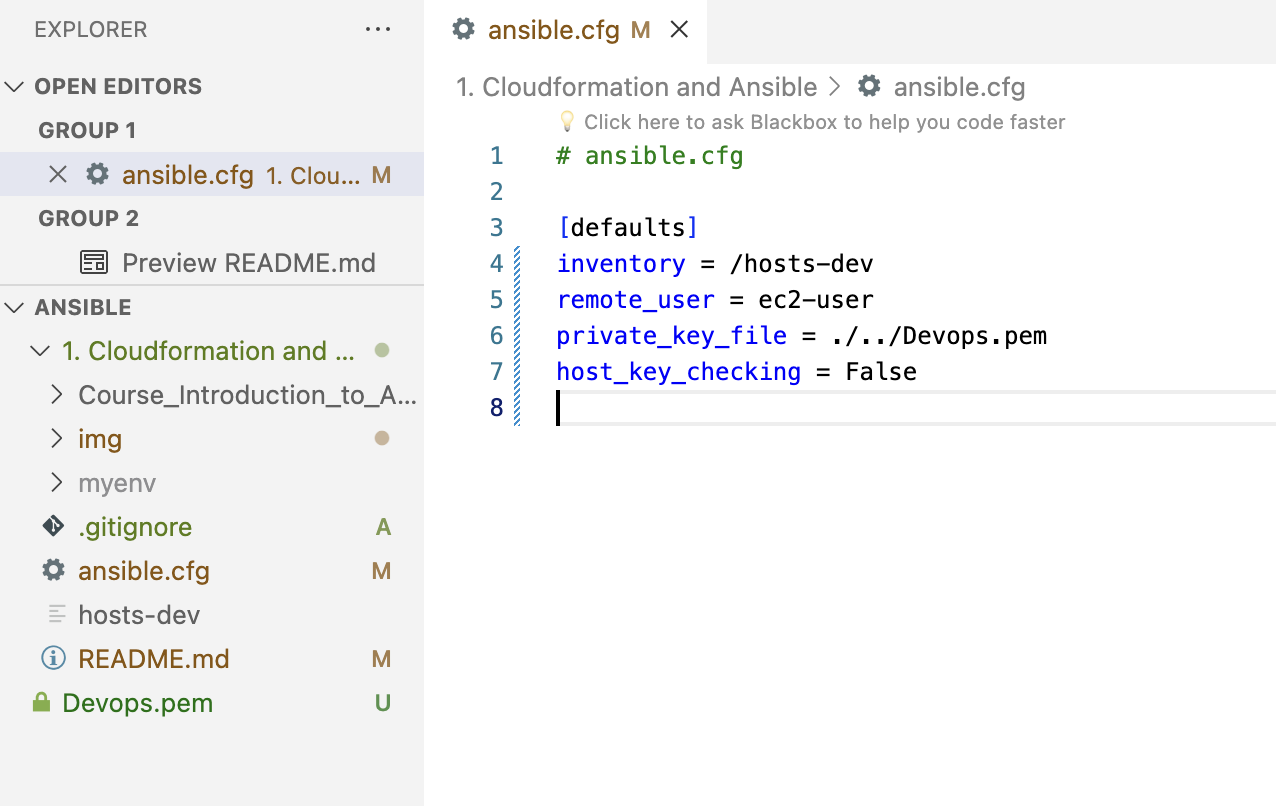 EXPLORER ...
OPEN EDITORS
GROUP 1
ansible.cfg 1. Clou... M
GROUP 2
Preview README.md
ANSIBLE
1. Cloudformation and ...
Course_Introduction_to_A...
img
myenv
.gitignore A
ansible.cfg M
hosts-dev
README.md M
Devops.pem U
ansible.cfg M
1. Cloudformation and Ansible > ansible.cfg
Click here to ask Blackbox to help you code faster
1 # ansible.cfg
2
3 [defaults]
4 inventory = /hosts-dev
5 remote_user = ec2-user
6 private_key_file = ./../Devops.pem
7 host_key_checking = False
8